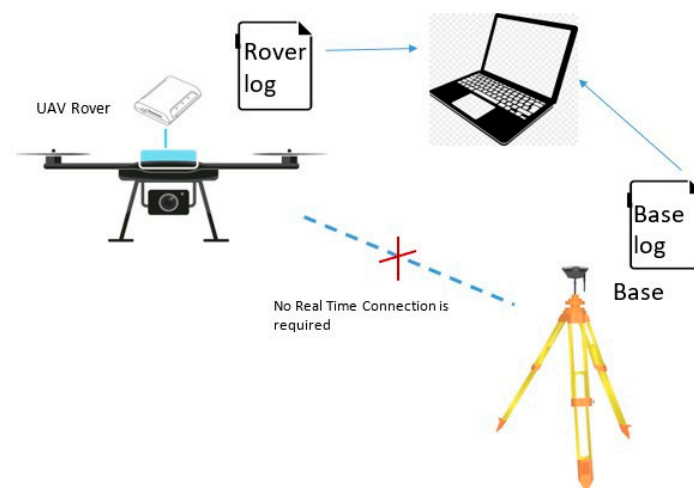 Rover
log
UAV Rover
Base
log
Base
No Real Time Connection is
required